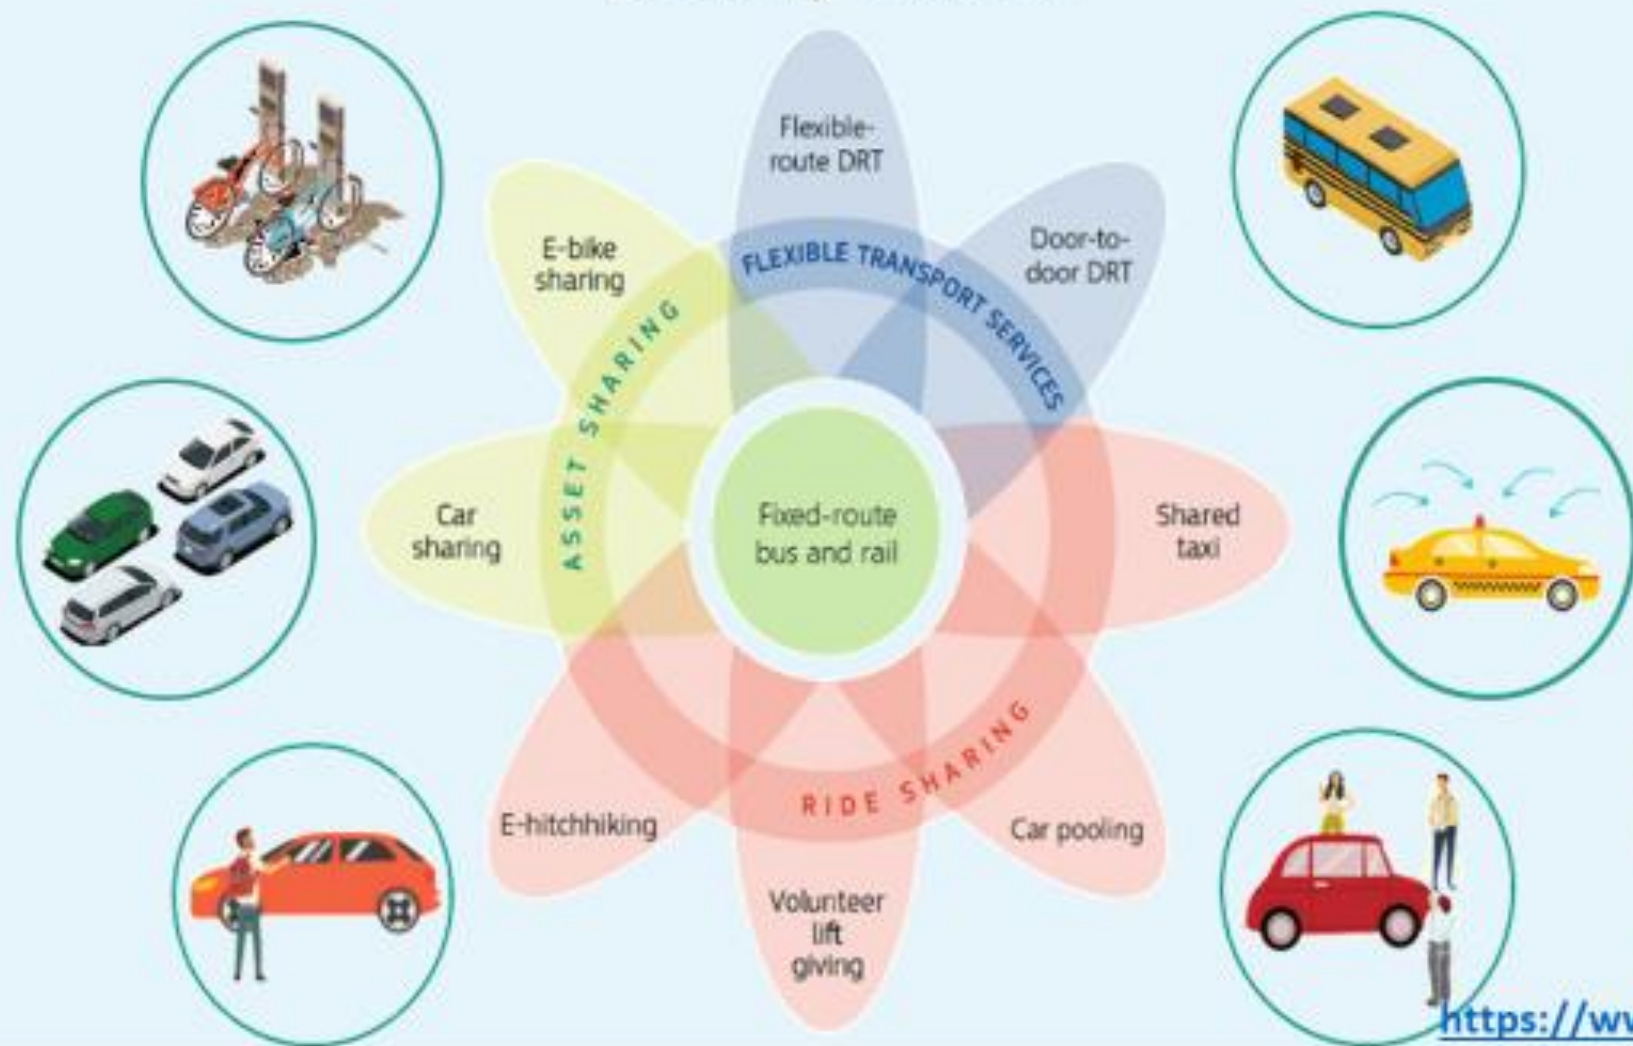 Flexible-
route DRT
Door-to-
door DRT
E-bike
sharing
FLEXIBLE TRANSPORT SERVICES
ASSET SHARING
Car
sharing
Fixed-route
bus and rail
Shared
taxi
RIDE SHARING
E-hitchhiking
Car pooling
Volunteer
lift
giving
https://ww